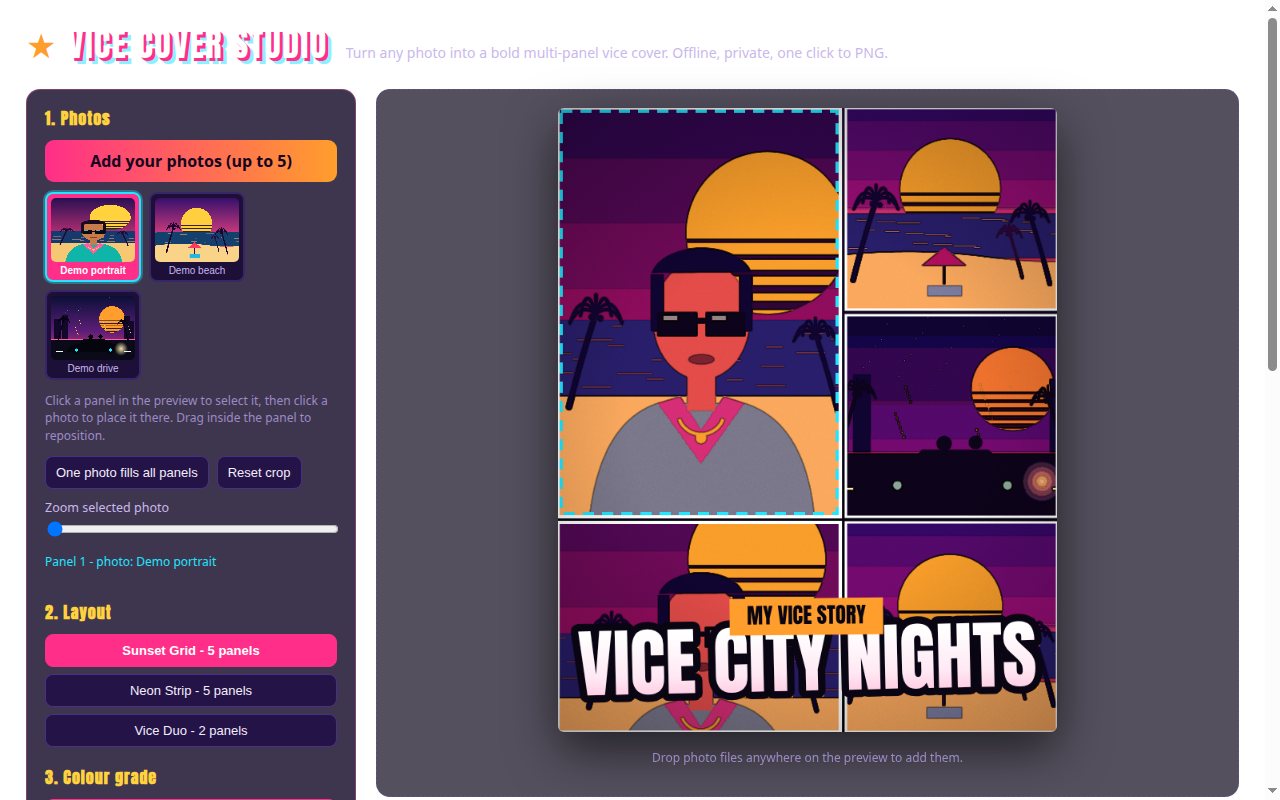 ★ VICE COVER STUDIO
Turn any photo into a bold multi-panel vice cover. Offline, private, one click to PNG.
1. Photos
Add your photos (up to 5)
Demo portrait
Demo beach
Demo drive
Click a panel in the preview to select it, then click a
photo to place it there. Drag inside the panel to
reposition.
One photo fills all panels
Reset crop
Zoom selected photo
Panel 1 - photo: Demo portrait
2. Layout
Sunset Grid - 5 panels
Neon Strip - 5 panels
Vice Duo - 2 panels
3. Colour grade
MY VICE STORY
VICE CITY NIGHTS
Drop photo files anywhere on the preview to add them.